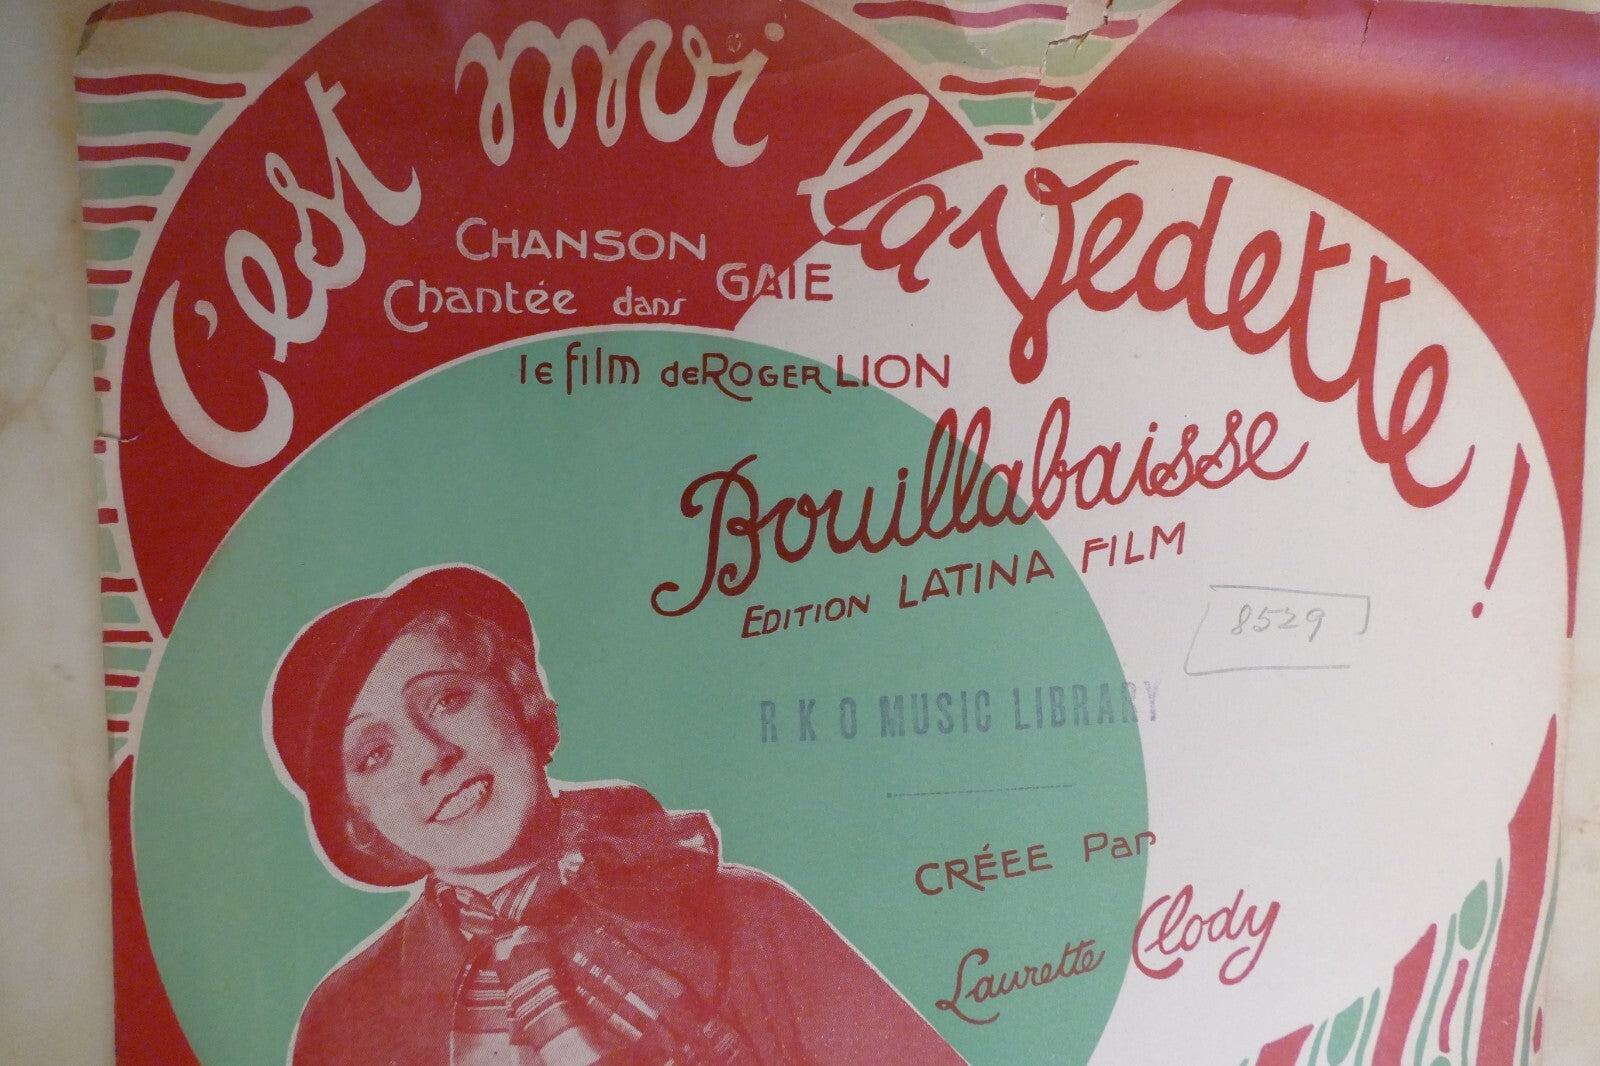 C'est moi la Vedette !
CHANSON GAIE
Chantée dans
le film de ROGER LION
Bouillabaisse
EDITION LATINA FILM
8529
R K O MUSIC LIBRARY
CRÉEE Par
Laurette Clody